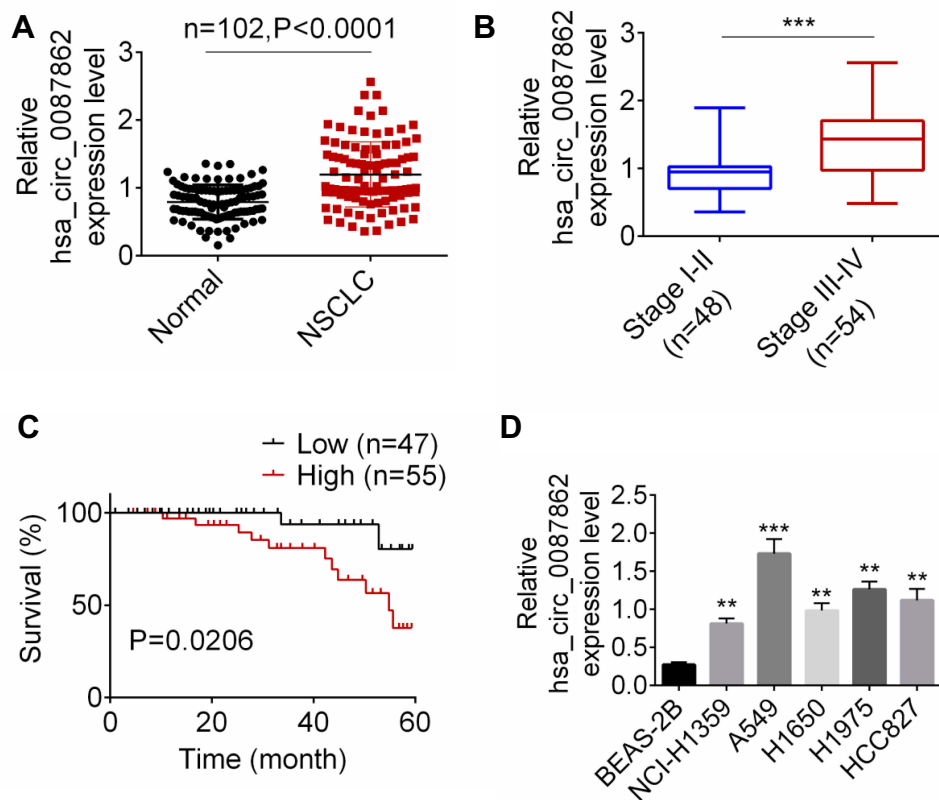 A
n=102,P<0.0001
Relative
hsa_circ_0087862
expression level
3
2
1
0
Normal
NSCLC
B
***
Relative
hsa_circ_0087862
expression level
3
2
1
0
Stage I-II
(n=48)
Stage III-IV
(n=54)
C
Low (n=47)
High (n=55)
Survival (%)
100
50
0
P=0.0206
0
20
40
60
Time (month)
D
Relative
hsa_circ_0087862
expression level
2.5
2.0
1.5
1.0
0.5
0.0
**
***
**
**
**
BEAS-2B
NCI-H1359
A549
H1650
H1975
HCC827